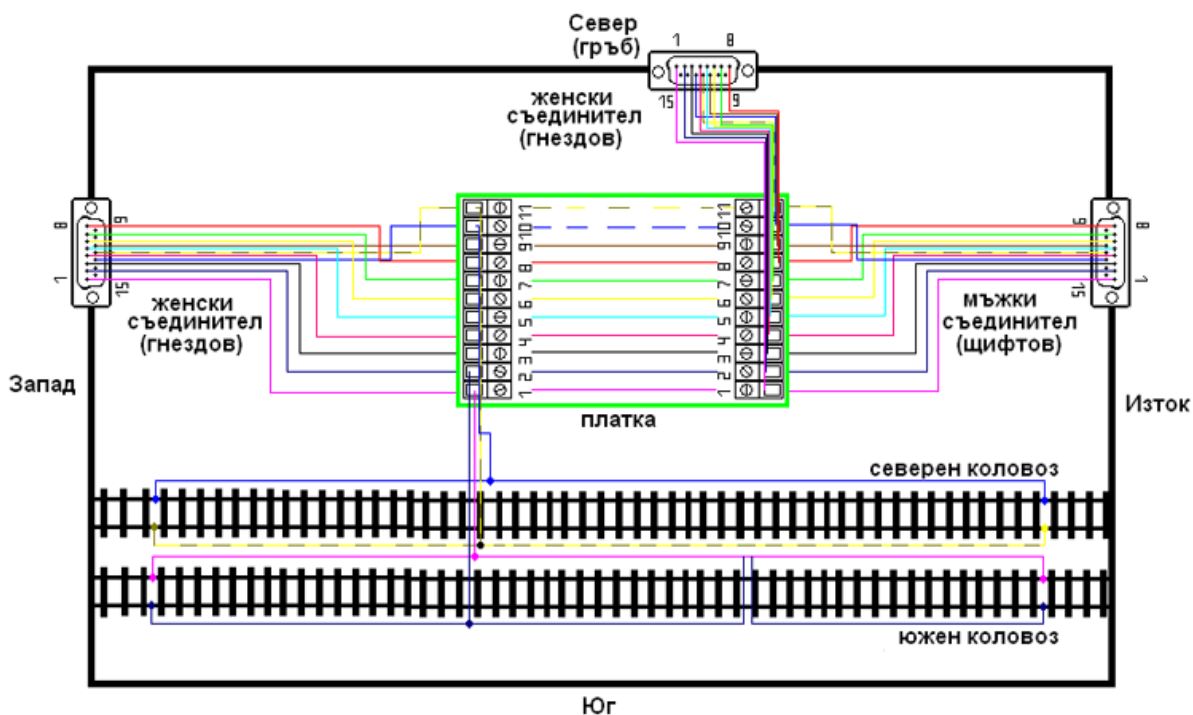 Север
(гръб)
1 8
15 9
женски
съединител
(гнездов)
8 9
1 15
женски
съединител
(гнездов)
Запад
11 11
10 10
9 9
8 8
7 7
6 6
5 5
4 4
3 3
2 2
1 1
платка
9 8
15 1
мъжки
съединител
(щифтов)
Изток
северен коловоз
южен коловоз
Юг